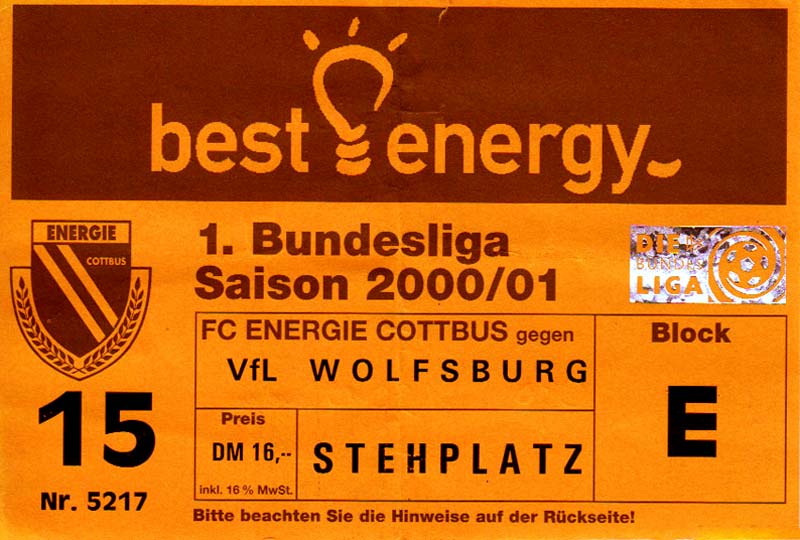 best energy
ENERGIE
COTTBUS
1. Bundesliga
Saison 2000/01
DIE
BUNDES
LIGA
FC ENERGIE COTTBUS gegen
VfL WOLFSBURG
Block
E
15
Nr. 5217
Preis
DM 16,--
inkl. 16 % MwSt.
STEHPLATZ
Bitte beachten Sie die Hinweise auf der Rückseite!